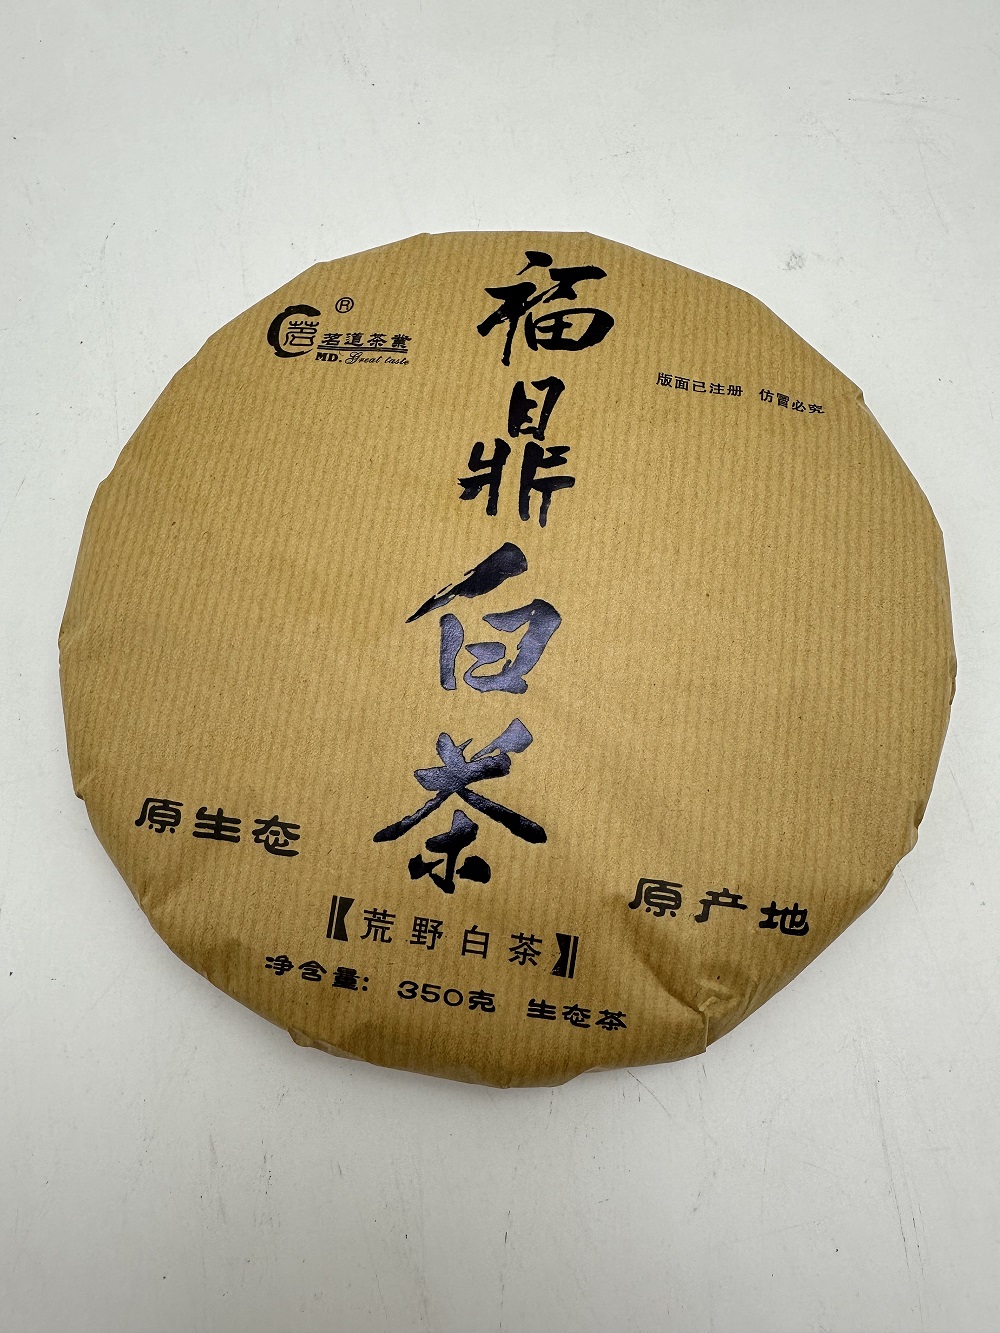 福鼎白茶
茗
®
茗道茶業
MD. Great taste
版面已注册 仿冒必究
原生态
原产地
【荒野白茶】
净含量：350克 生态茶